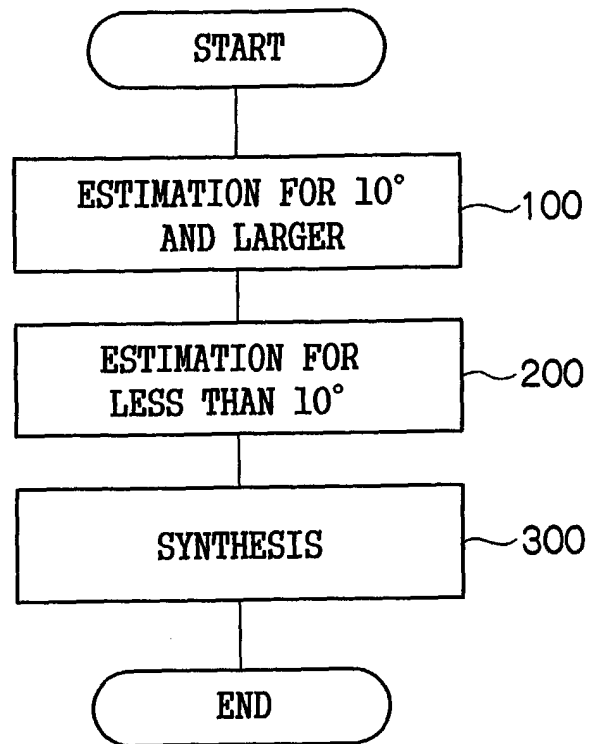 START
ESTIMATION FOR 10°
AND LARGER
100
ESTIMATION FOR
LESS THAN 10°
200
SYNTHESIS
300
END